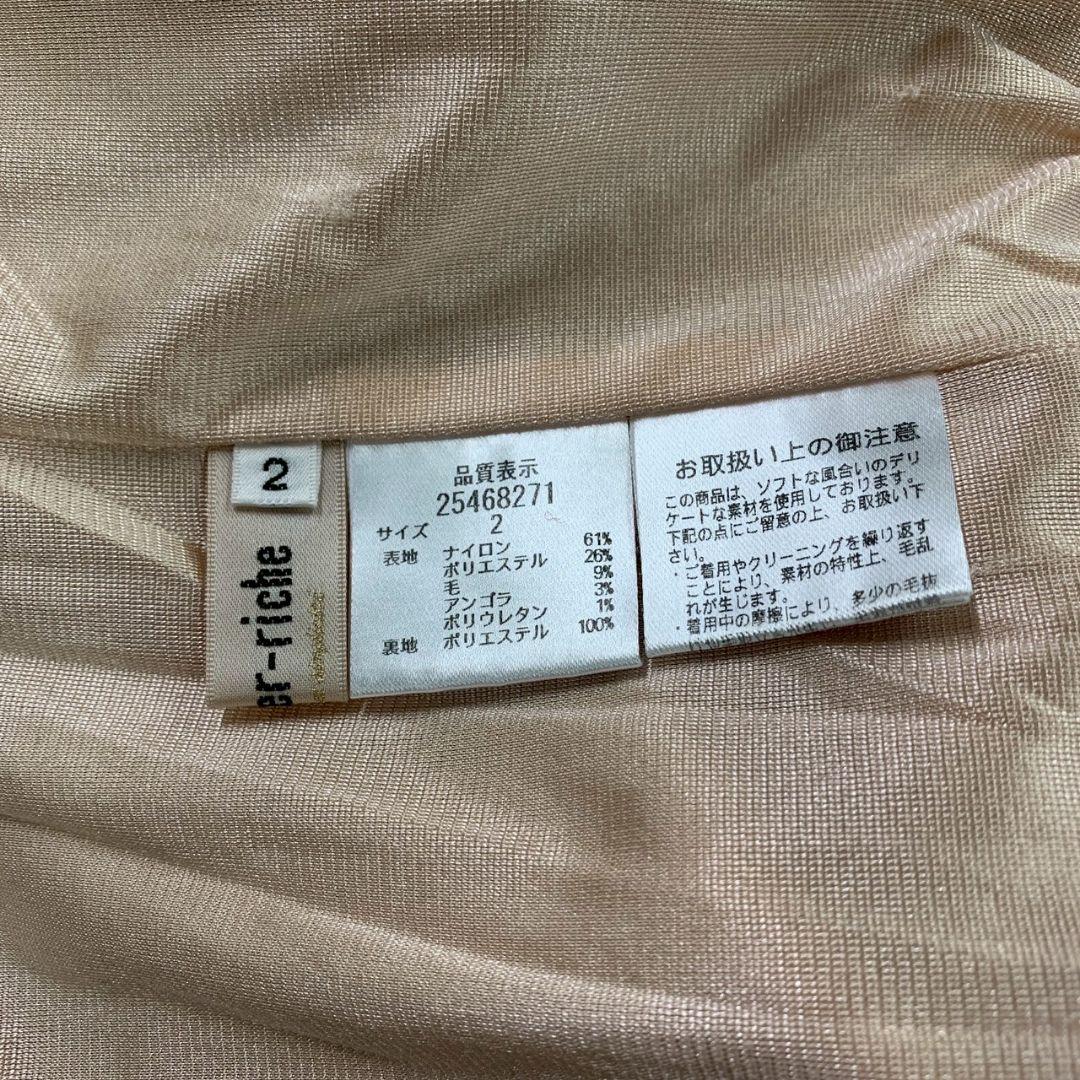 2
er-riche
品質表示
25468271
サイズ 2
表地 ナイロン 61%
ポリエステル 26%
毛 9%
アンゴラ 3%
ポリウレタン 1%
裏地 ポリエステル 100%
お取扱い上の御注意
この商品は、ソフトな風合いのデリ
ケートな素材を使用しております。
下記の点にご留意の上、お取扱い下
さい。
・ご着用やクリーニングを繰り返す
ことにより、素材の特性上、毛乱
れが生じます。
・着用中の摩擦により、多少の毛抜